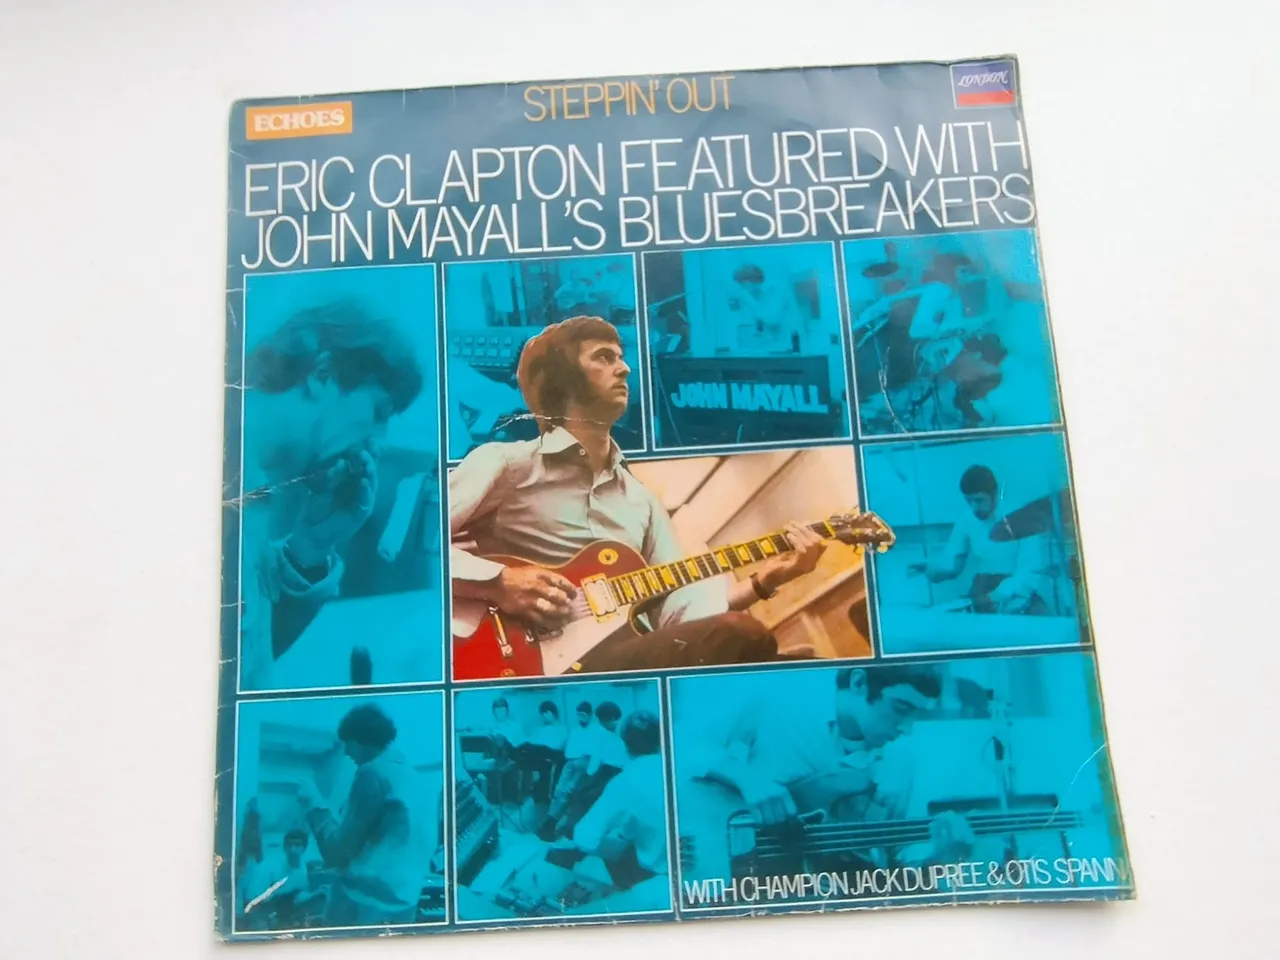 STEPPIN' OUT
LONDON
ECHOES
ERIC CLAPTON FEATURED WITH
JOHN MAYALL'S BLUESBREAKERS
JOHN MAYALL
WITH CHAMPION JACK DUPREE & OTIS SPANN